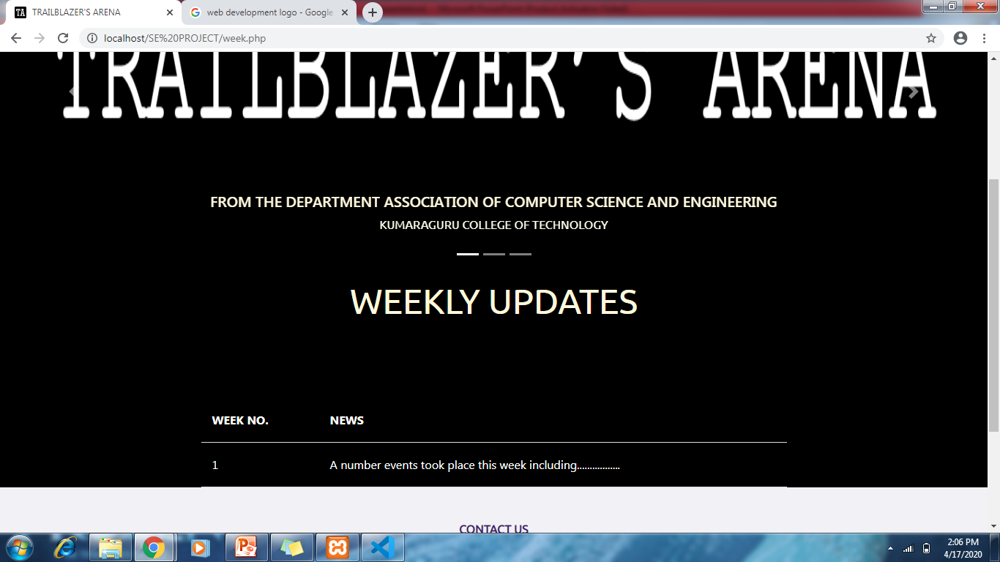 TRAILBLAZER'S ARENA
web development logo - Google
localhost/SE%20PROJECT/week.php
TRAILBLAZER'S ARENA
FROM THE DEPARTMENT ASSOCIATION OF COMPUTER SCIENCE AND ENGINEERING
KUMARAGURU COLLEGE OF TECHNOLOGY
WEEKLY UPDATES
WEEK NO. NEWS
1 A number events took place this week including.................
CONTACT US
2:06 PM
4/17/2020